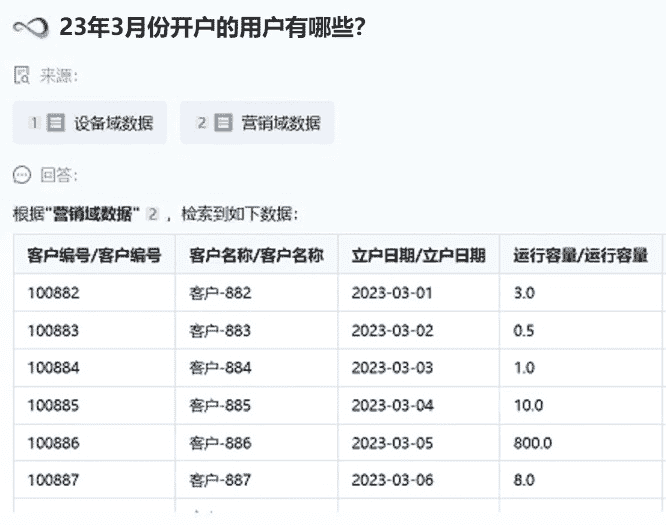 23年3月份开户的用户有哪些?
来源:
1 设备域数据 2 营销域数据
回答:
根据"营销域数据" 2 ，检索到如下数据:
客户编号/客户编号 客户名称/客户名称 立户日期/立户日期 运行容量/运行容量
100882 客户-882 2023-03-01 3.0
100883 客户-883 2023-03-02 0.5
100884 客户-884 2023-03-03 1.0
100885 客户-885 2023-03-04 10.0
100886 客户-886 2023-03-05 800.0
100887 客户-887 2023-03-06 8.0